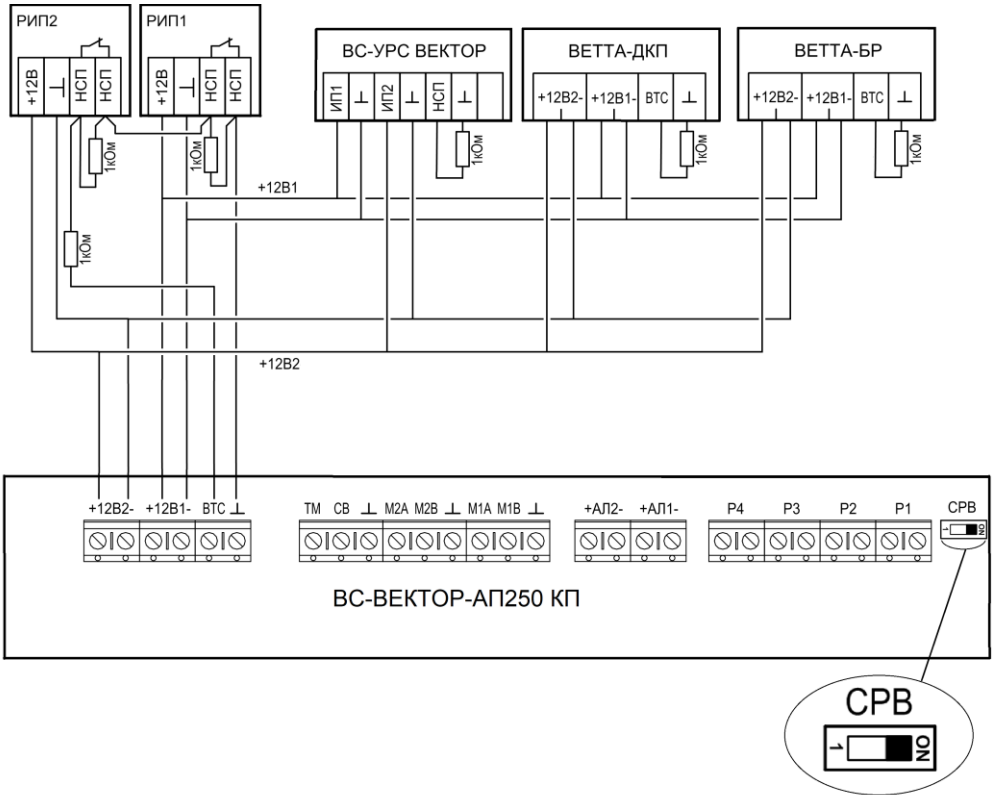 РИП2
РИП1
+12В
⊥
НСП
НСП
+12В
⊥
НСП
НСП
1кОм
1кОм
1кОм
ВС-УРС ВЕКТОР
ИП1
⊥
ИП2
⊥
НСП
⊥
1кОм
ВЕТТА-ДКП
+12В2- +12В1- ВТС ⊥
1кОм
ВЕТТА-БР
+12В2- +12В1- ВТС ⊥
1кОм
+12В1
+12В2
+12В2- +12В1- ВТС ⊥
ТМ СВ ⊥ М2А М2В ⊥ М1А М1В ⊥
+АЛ2- +АЛ1-
Р4 Р3 Р2 Р1
СРВ
1 ON
ВС-ВЕКТОР-АП250 КП
СРВ
1 ON